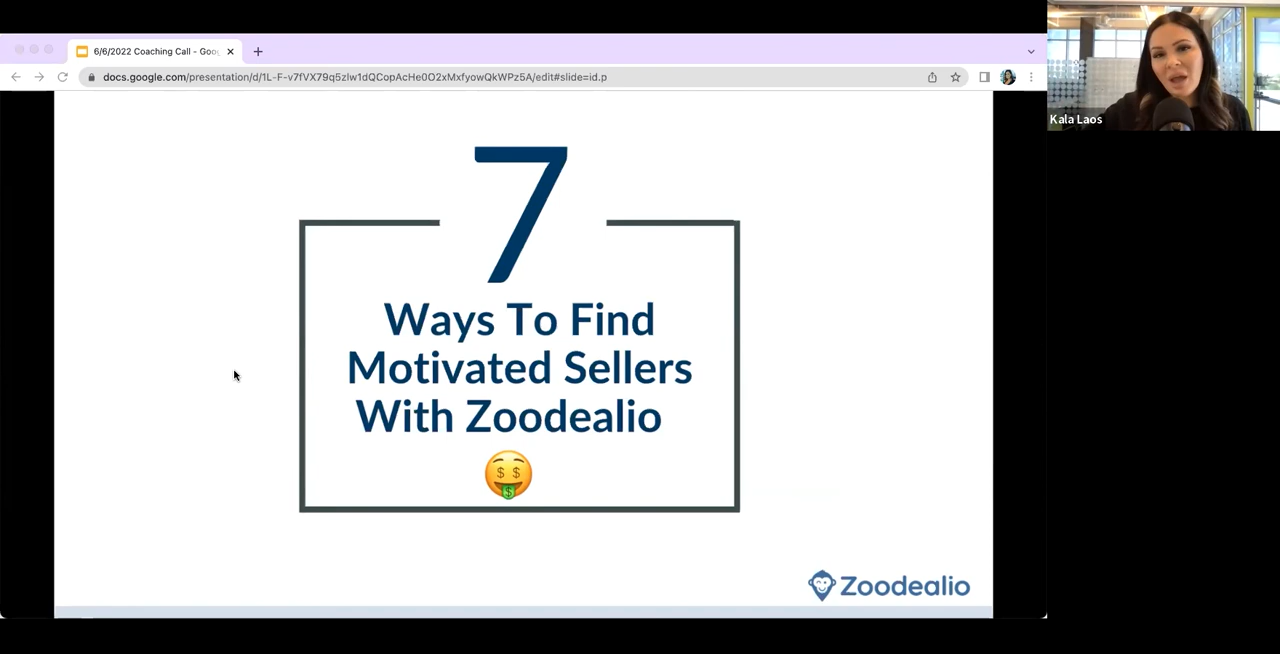 6/6/2022 Coaching Call - Goo
docs.google.com/presentation/d/1L-F-v7fVX79q5zIv1GQCopAcHe0O2xMxfyowQkWPz5A/edit#slide=id.p
Kala Laos
7
Ways To Find
Motivated Sellers
With Zoodealio
Zoodealio